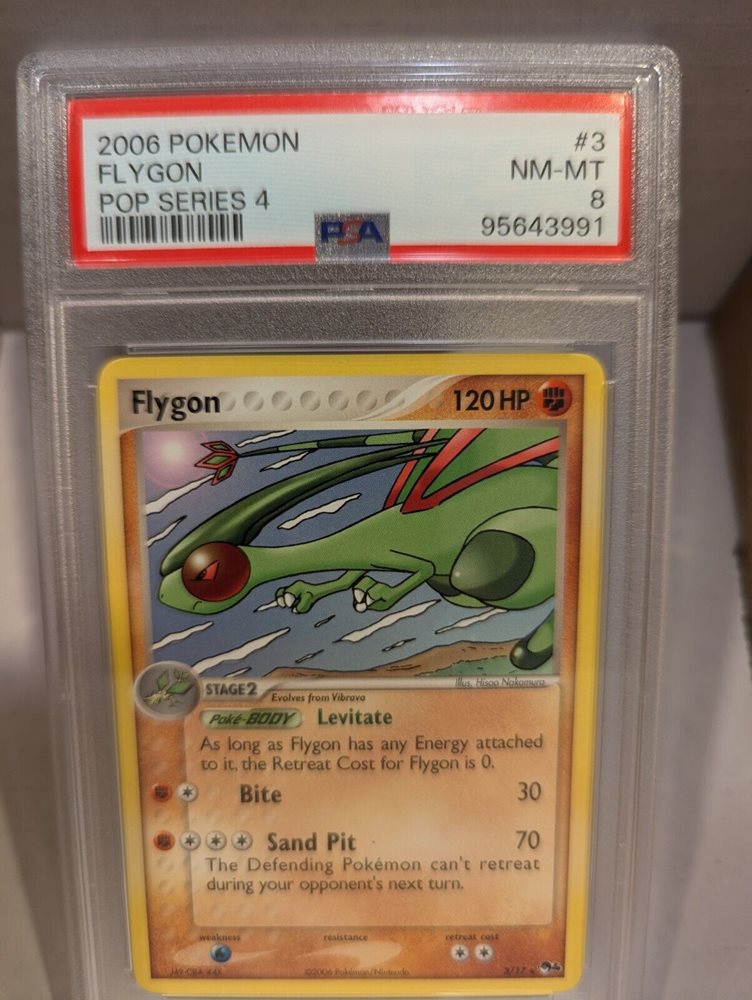 2006 POKEMON #3
FLYGON NM-MT
POP SERIES 4 8
PSA 95643991
Flygon 120 HP
Illus. Hisao Nakamura
STAGE2 Evolves from Vibrava
Poké-BODY Levitate
As long as Flygon has any Energy attached
to it, the Retreat Cost for Flygon is 0.
Bite 30
Sand Pit 70
The Defending Pokémon can't retreat
during your opponent's next turn.
weakness resistance retreat cost
©2006 Pokémon/Nintendo 3/17